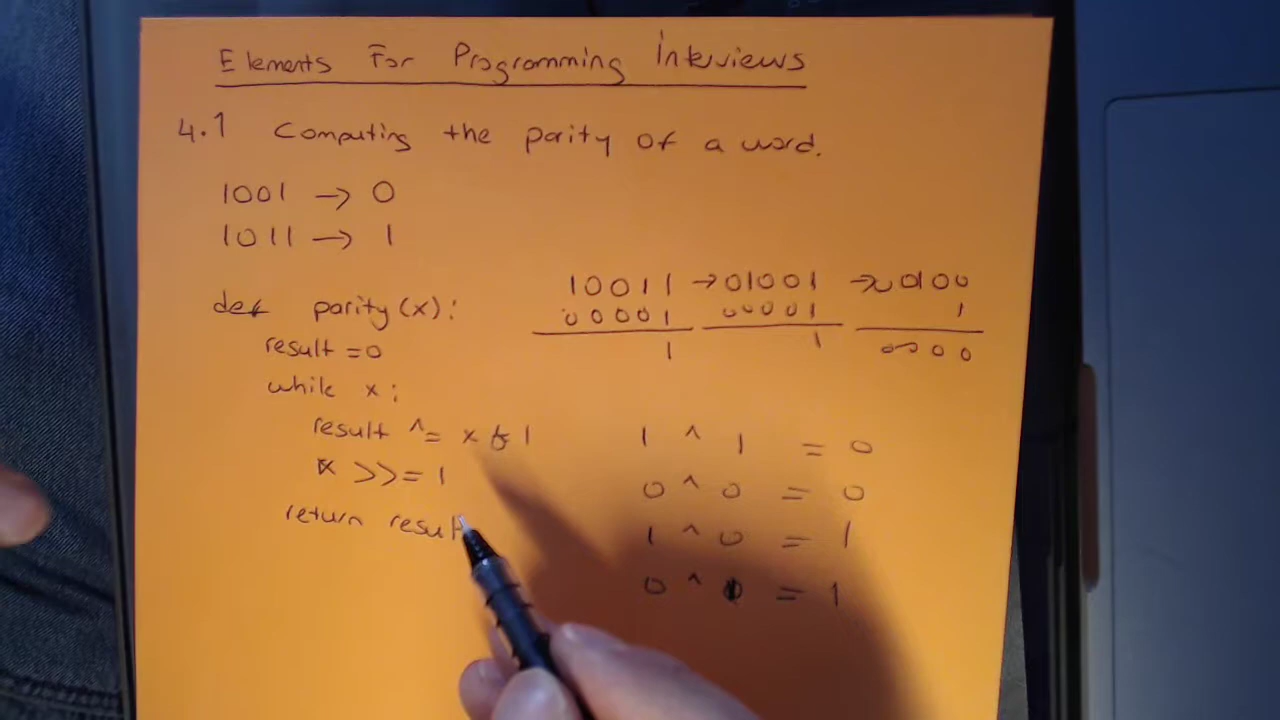 Elements For Programming Interviews
4.1 Computing the parity of a word.
1001 → 0
1011 → 1
def parity(x):
result = 0
while x:
result ^= x & 1
x >>= 1
return result
10011 → 01001 → 00100
00001 00001 1
1 1 0000
1 ^ 1 = 0
0 ^ 0 = 0
1 ^ 0 = 1
0 ^ 1 = 1